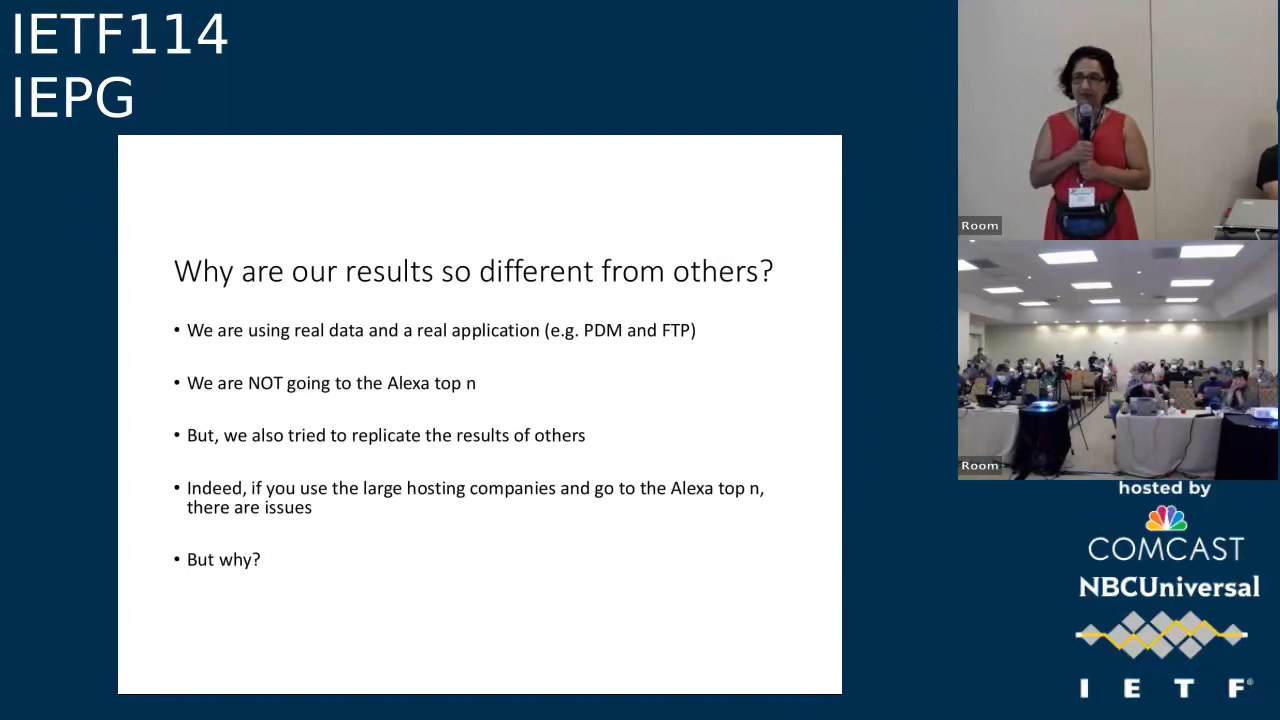 IETF114
IEPG
Why are our results so different from others?
• We are using real data and a real application (e.g. PDM and FTP)
• We are NOT going to the Alexa top n
• But, we also tried to replicate the results of others
• Indeed, if you use the large hosting companies and go to the Alexa top n,
there are issues
• But why?
Room
Room
hosted by
COMCAST
NBCUniversal
I E T F®